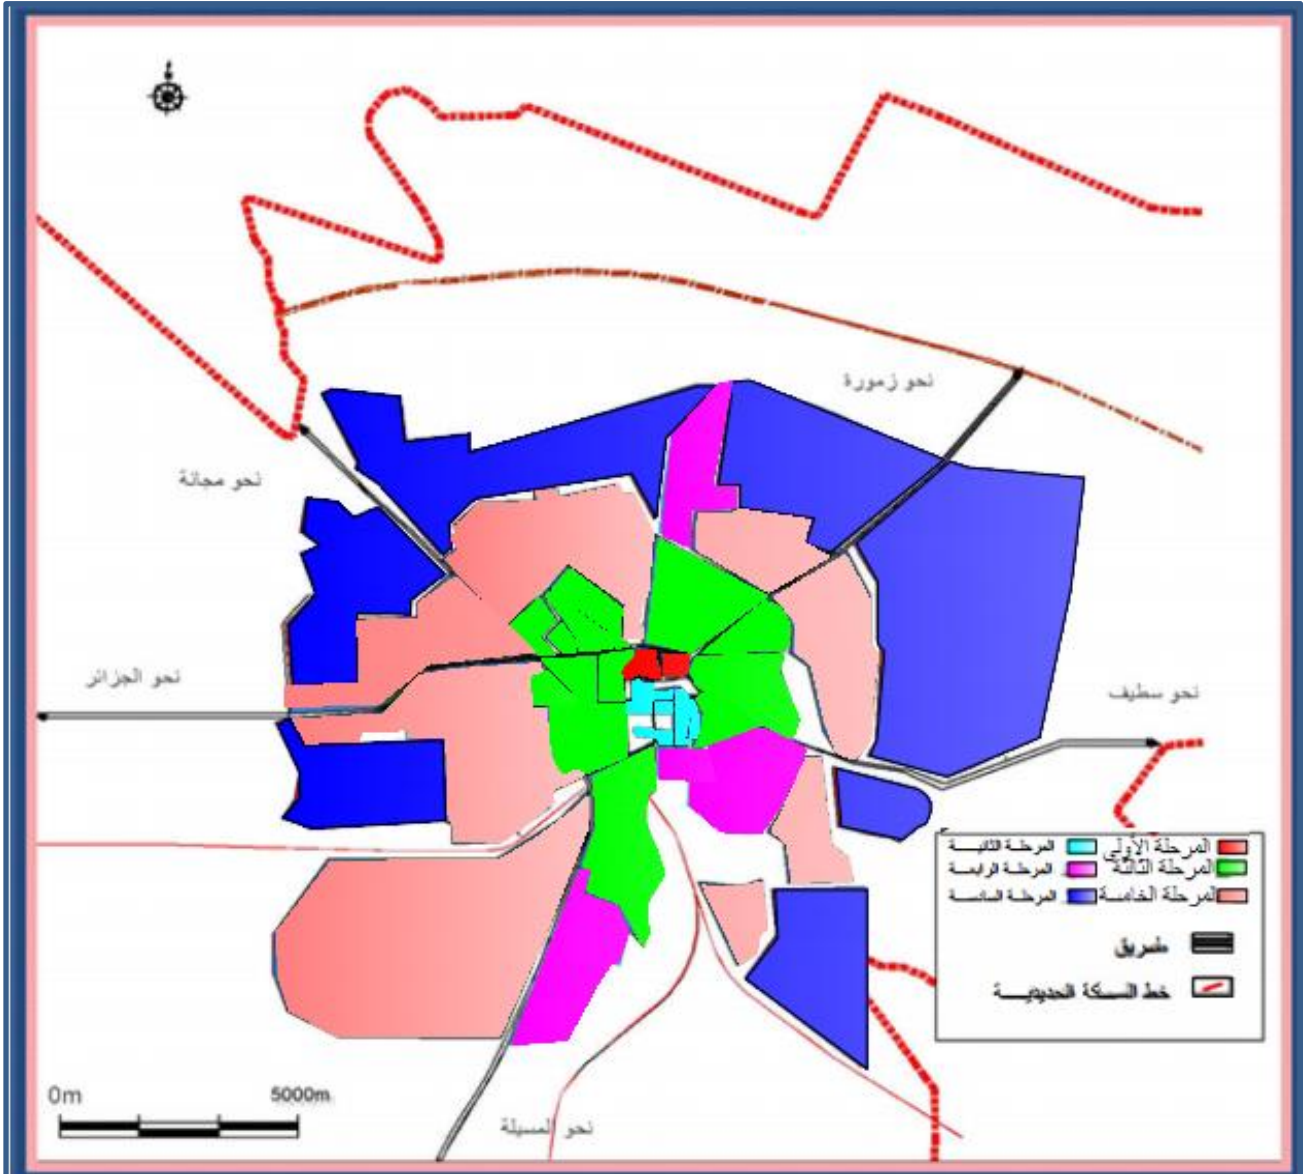 نحو زمورة
نحو مجانة
نحو الجزائر
نحو سطيف
المرحلة الأولى المرحلة الثانية
المرحلة الثالثة المرحلة الرابعة
المرحلة الخامسة المرحلة السادسة
طريق
خط السكة الحديدية
0m 5000m
نحو المسيلة